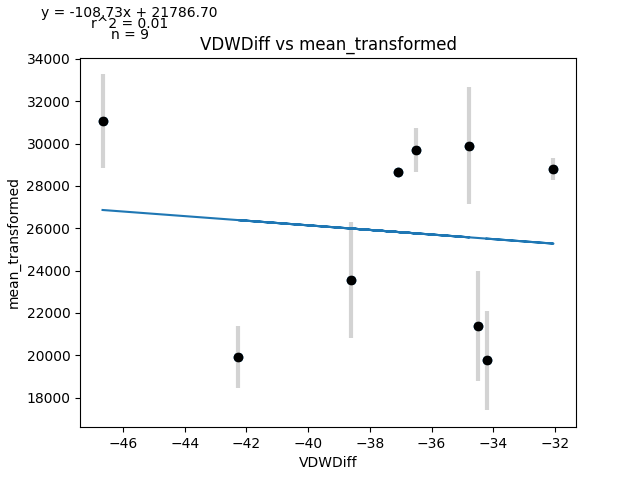 y = -108.73x + 21786.70
r^2 = 0.01
n = 9
VDWDiff vs mean_transformed
34000
32000
30000
28000
26000
24000
22000
20000
18000
mean_transformed
−46 −44 −42 −40 −38 −36 −34 −32
VDWDiff